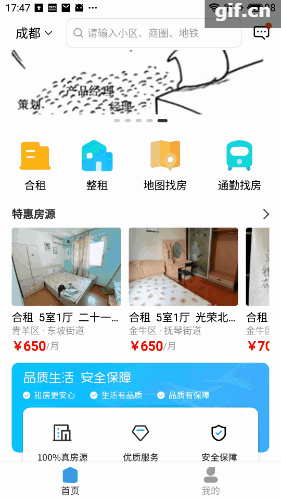 17:47
gif.cn
08
成都
请输入小区、商圈、地铁
产品经理
策划
经理
合租
整租
地图找房
通勤找房
特惠房源
合租 5室1厅 二十一...
合租 5室1厅 光荣北...
合租
青羊区 · 东坡街道
金牛区 · 抚琴街道
金牛
¥650/月
¥650/月
¥70
品质生活 安全保障
租房更安心
生活有品质
品质有保障
100%真房源
优质服务
安全保障
首页
我的